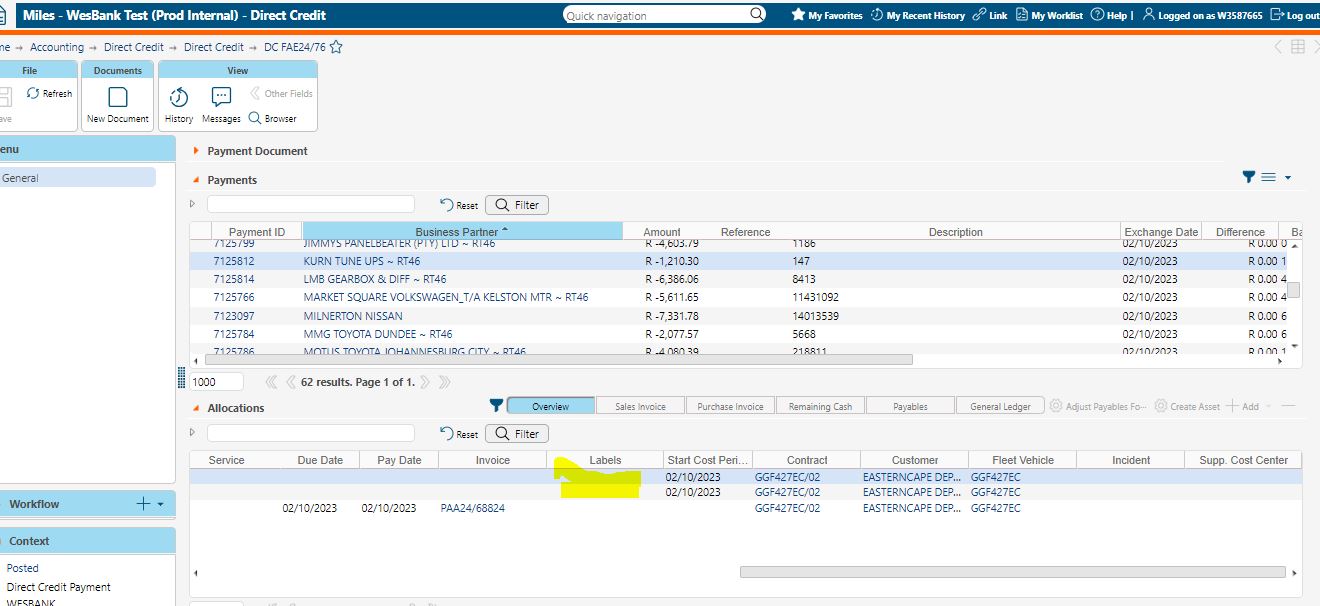 Miles - WesBank Test (Prod Internal) - Direct Credit Quick navigation My Favorites My Recent History Link My Worklist Help | Logged on as W3587665 Log out
me → Accounting → Direct Credit → Direct Credit → DC FAE24/76
File Documents View
Refresh Other Fields
ave New Document History Messages Browser
enu
Payment Document
General
Payments
Reset Filter
Payment ID Business Partner Amount Reference Description Exchange Date Difference Ba
7125799 JIMMYS PANELBEATER (PTY) LTD ~ RT46 R -4,603.79 1186 02/10/2023 R 0.00 0
7125812 KURN TUNE UPS ~ RT46 R -1,210.30 147 02/10/2023 R 0.00 1
7125814 LMB GEARBOX & DIFF ~ RT46 R -6,386.06 8413 02/10/2023 R 0.00 4
7125766 MARKET SQUARE VOLKSWAGEN_T/A KELSTON MTR ~ RT46 R -5,611.65 11431092 02/10/2023 R 0.00 4
7123097 MILNERTON NISSAN R -7,331.78 14013539 02/10/2023 R 0.00 6
7125784 MMG TOYOTA DUNDEE ~ RT46 R -2,077.57 5668 02/10/2023 R 0.00 6
7125786 MOTUS TOYOTA JOHANNESBURG CITY ~ RT46 R -4,080.39 218811 02/10/2023 R 0.00 1
1000 62 results. Page 1 of 1.
Allocations Overview Sales Invoice Purchase Invoice Remaining Cash Payables General Ledger Adjust Payables Fo... Create Asset Add
Reset Filter
Service Due Date Pay Date Invoice Labels Start Cost Peri... Contract Customer Fleet Vehicle Incident Supp. Cost Center
02/10/2023 GGF427EC/02 EASTERNCAPE DEP... GGF427EC
02/10/2023 GGF427EC/02 EASTERNCAPE DEP... GGF427EC
02/10/2023 02/10/2023 PAA24/68824 GGF427EC/02 EASTERNCAPE DEP... GGF427EC
Workflow
Context
Posted
Direct Credit Payment
WESBANK